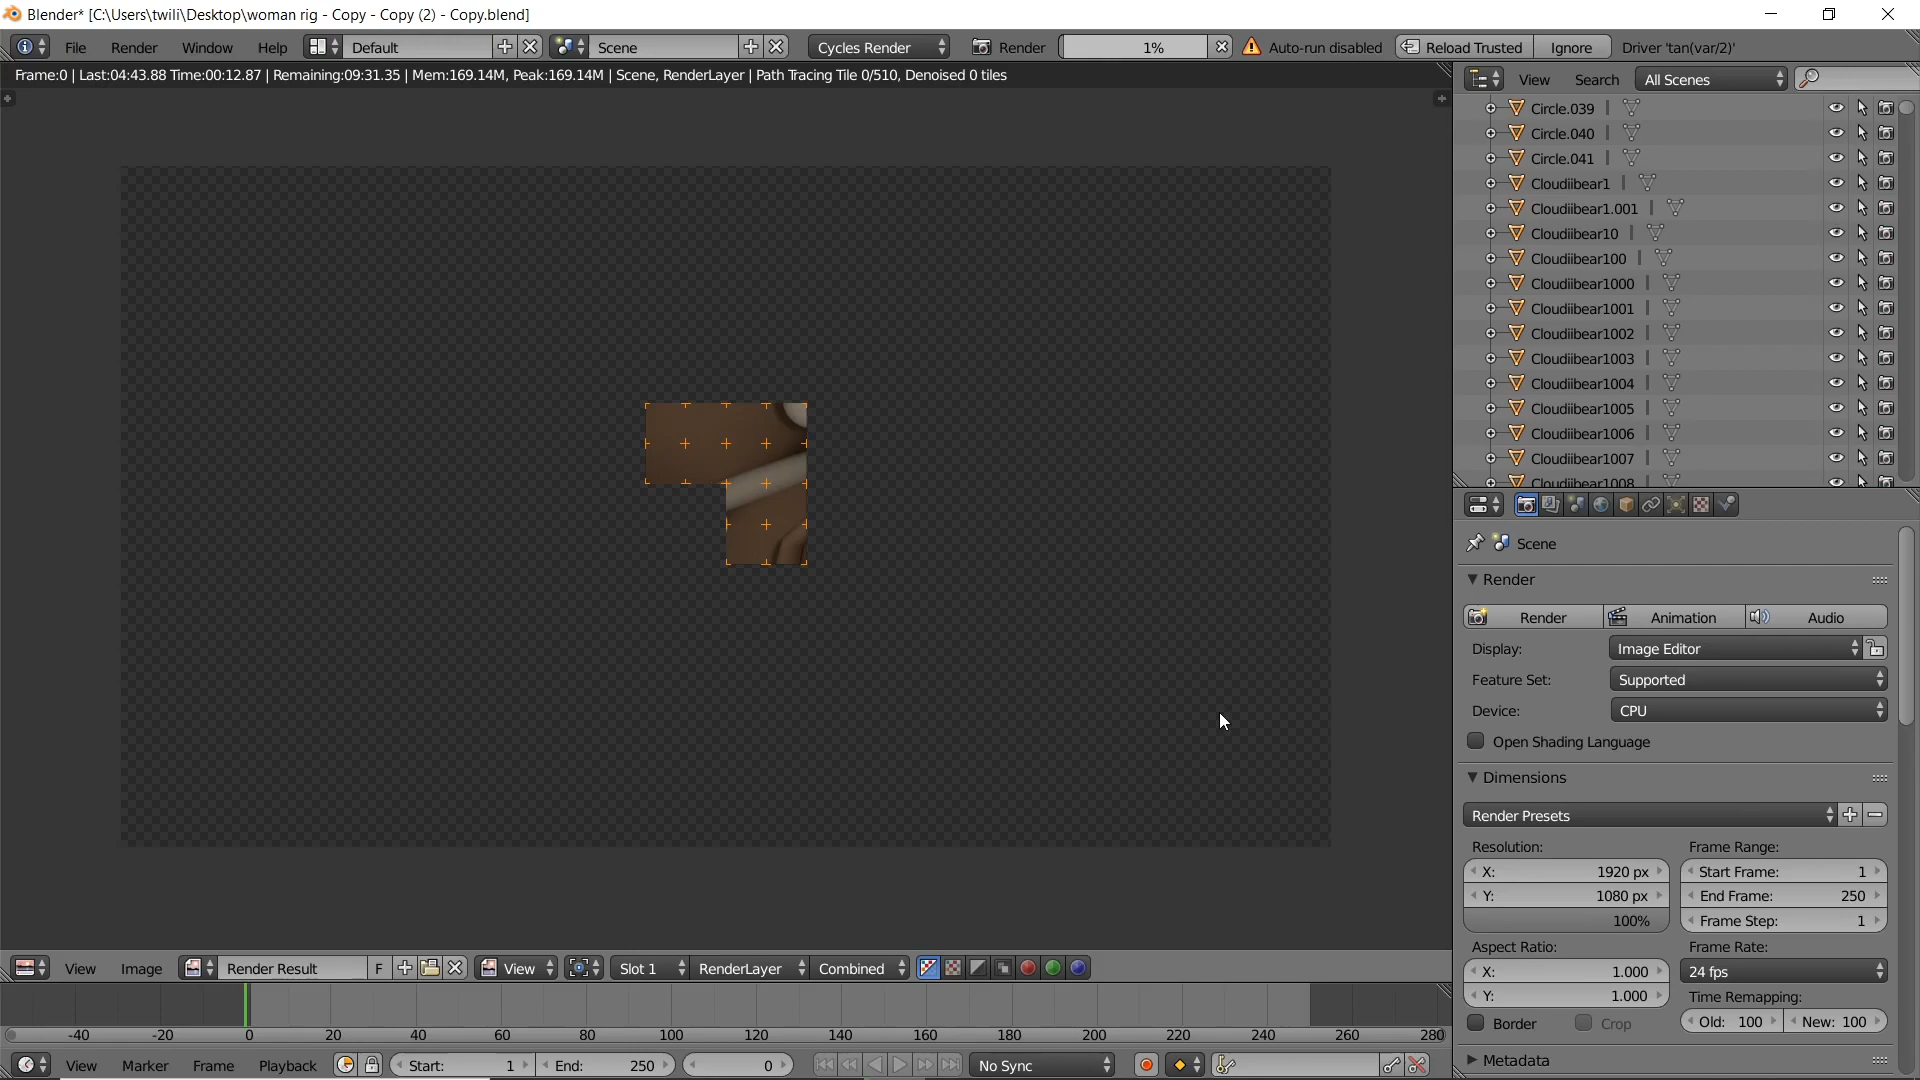 Blender* [C:\Users\twili\Desktop\woman rig - Copy - Copy (2) - Copy.blend]
File Render Window Help Default Scene Cycles Render Render 1% Auto-run disabled Reload Trusted Ignore Driver 'tan(var/2)'
Frame:0 | Last:04:43.88 Time:00:12.87 | Remaining:09:31.35 | Mem:169.14M, Peak:169.14M | Scene, RenderLayer | Path Tracing Tile 0/510, Denoised 0 tiles
View Search All Scenes
Circle.039
Circle.040
Circle.041
Cloudiibear1
Cloudiibear1.001
Cloudiibear10
Cloudiibear100
Cloudiibear1000
Cloudiibear1001
Cloudiibear1002
Cloudiibear1003
Cloudiibear1004
Cloudiibear1005
Cloudiibear1006
Cloudiibear1007
Cloudiibear1008
Scene
Render
Render Animation Audio
Display: Image Editor
Feature Set: Supported
Device: CPU
Open Shading Language
Dimensions
Render Presets
Resolution: Frame Range:
X: 1920 px Start Frame: 1
Y: 1080 px End Frame: 250
100% Frame Step: 1
Aspect Ratio: Frame Rate:
X: 1.000 24 fps
Y: 1.000 Time Remapping:
Border Crop Old: 100 New: 100
Metadata
View Image Render Result F View Slot 1 RenderLayer Combined
-40 -20 0 20 40 60 80 100 120 140 160 180 200 220 240 260 280
View Marker Frame Playback Start: 1 End: 250 0 No Sync